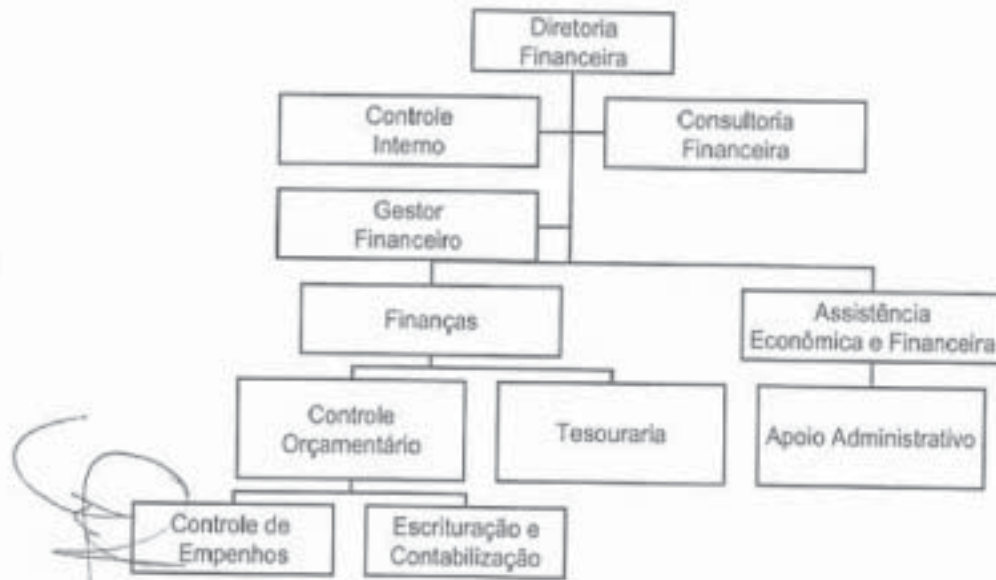 Diretoria
Financeira
Controle
Interno
Consultoria
Financeira
Gestor
Financeiro
Finanças
Assistência
Econômica e Financeira
Controle
Orçamentário
Tesouraria
Apoio Administrativo
Controle de
Empenhos
Escrituração e
Contabilização